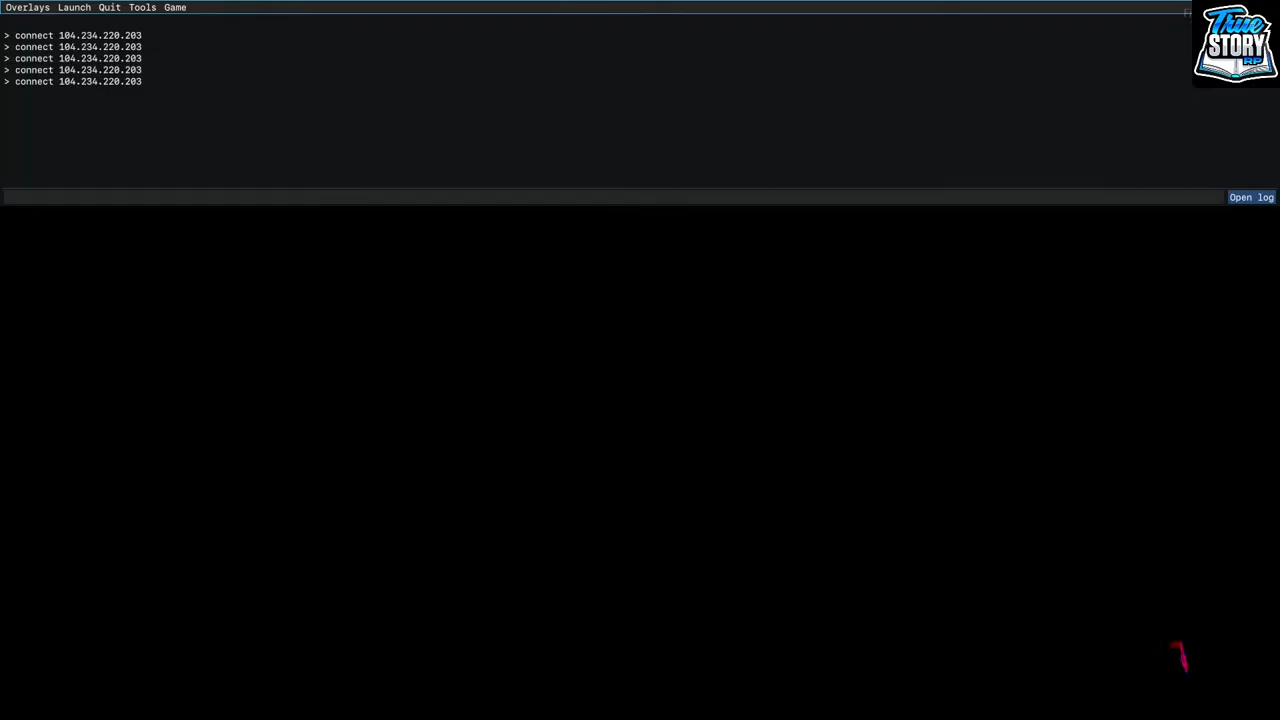 Overlays Launch Quit Tools Game
> connect 104.234.220.203
> connect 104.234.220.203
> connect 104.234.220.203
> connect 104.234.220.203
> connect 104.234.220.203
Open log
True
STORY
RP